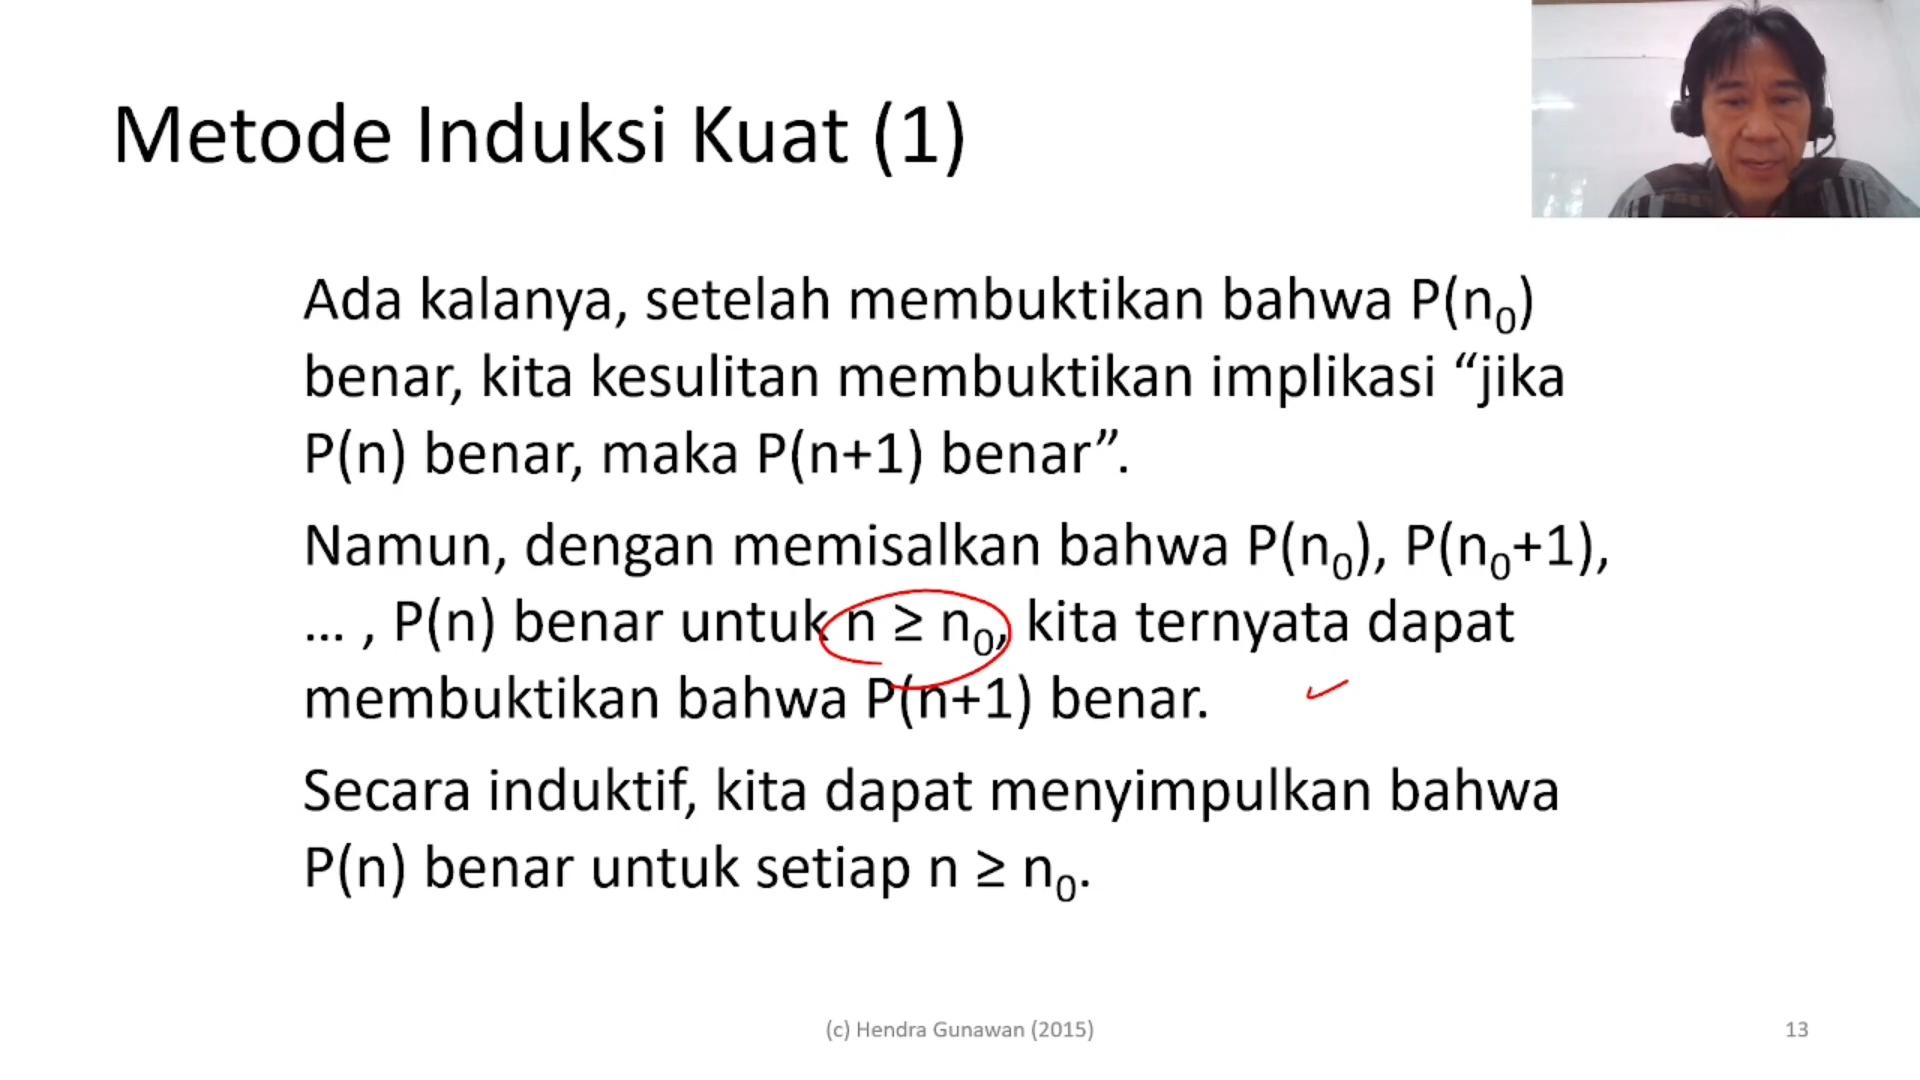 Metode Induksi Kuat (1)
Ada kalanya, setelah membuktikan bahwa P(n₀)
benar, kita kesulitan membuktikan implikasi “jika
P(n) benar, maka P(n+1) benar”.
Namun, dengan memisalkan bahwa P(n₀), P(n₀+1),
… , P(n) benar untuk n ≥ n₀, kita ternyata dapat
membuktikan bahwa P(n+1) benar.
Secara induktif, kita dapat menyimpulkan bahwa
P(n) benar untuk setiap n ≥ n₀.
(c) Hendra Gunawan (2015)
13